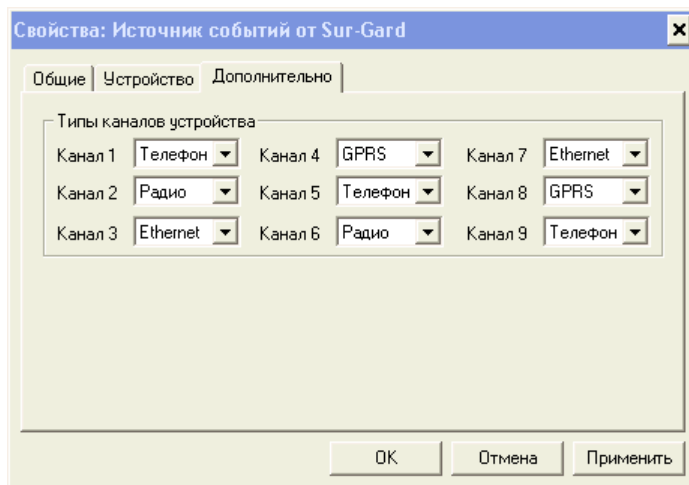 Свойства: Источник событий от Sur-Gard
Общие Устройство Дополнительно
Типы каналов устройства
Канал 1 Телефон Канал 4 GPRS Канал 7 Ethernet
Канал 2 Радио Канал 5 Телефон Канал 8 GPRS
Канал 3 Ethernet Канал 6 Радио Канал 9 Телефон
OK Отмена Применить